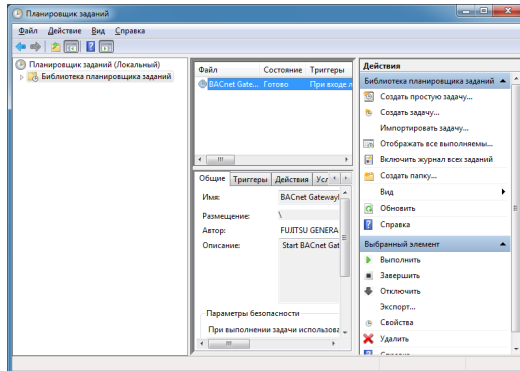 Планировщик заданий
Файл Действие Вид Справка
Планировщик заданий (Локальный)
Библиотека планировщика заданий
Файл Состояние Триггеры
BACnet Gate... Готово При входе л
Общие Триггеры Действия Усл
Имя: BACnet Gateway
Размещение: \
Автор: FUJITSU GENERA
Описание: Start BACnet Gat
Параметры безопасности
При выполнении задачи использова
Действия
Библиотека планировщика заданий
Создать простую задачу...
Создать задачу...
Импортировать задачу...
Отображать все выполняемы...
Включить журнал всех заданий
Создать папку...
Вид
Обновить
Справка
Выбранный элемент
Выполнить
Завершить
Отключить
Экспорт...
Свойства
Удалить
Справка